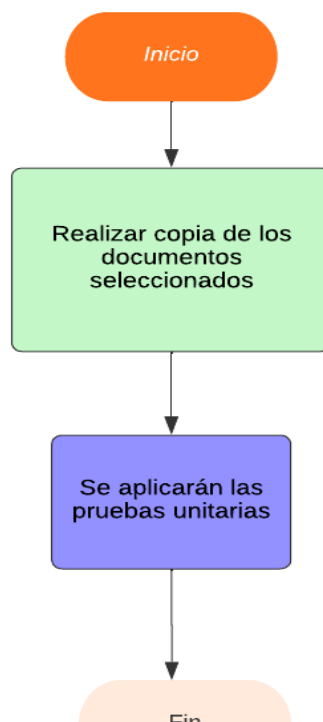 Inicio
Realizar copia de los
documentos
seleccionados
Se aplicarán las
pruebas unitarias
Fin